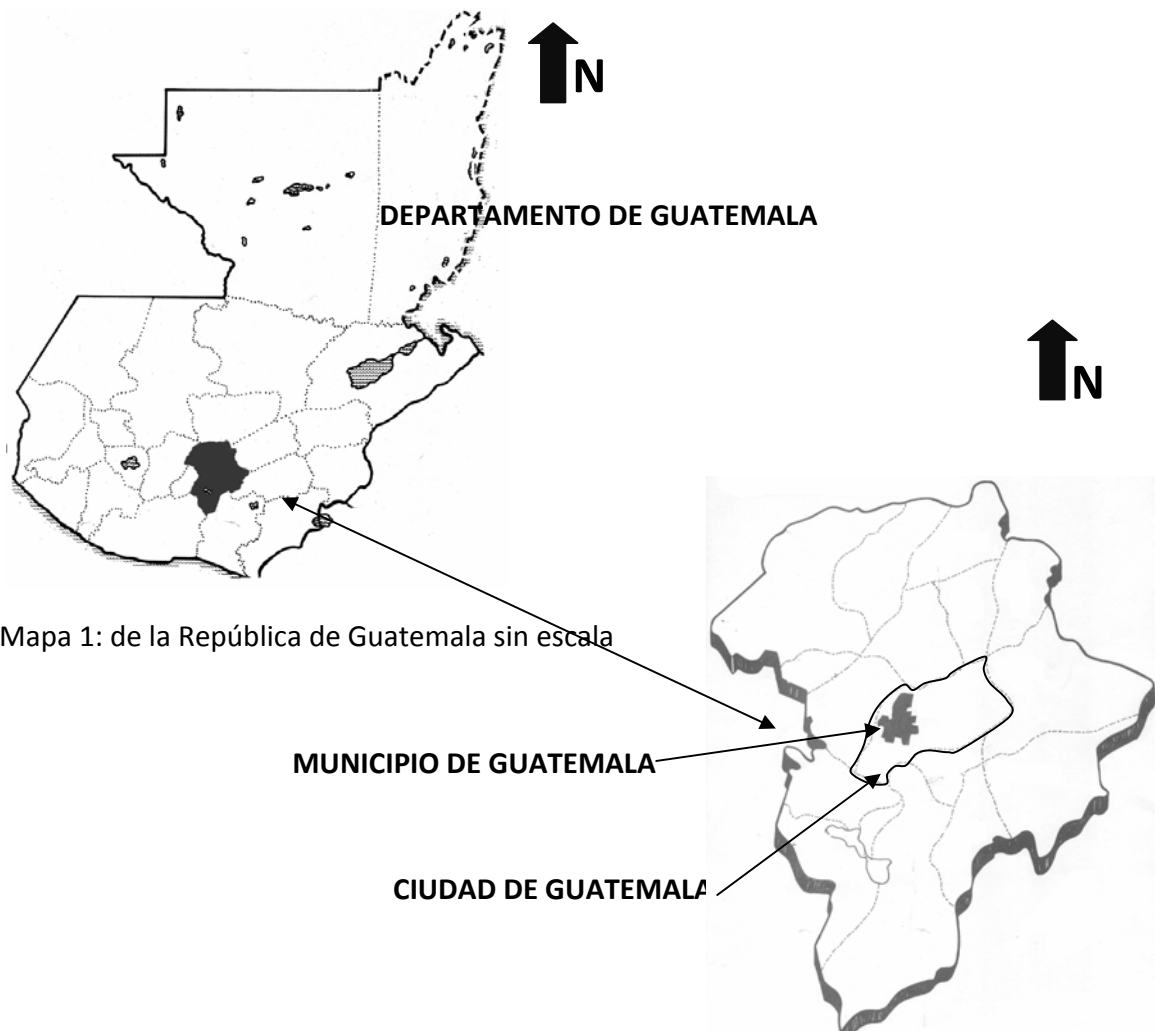 N
DEPARTAMENTO DE GUATEMALA
N
Mapa 1: de la República de Guatemala sin escala
MUNICIPIO DE GUATEMALA
CIUDAD DE GUATEMALA